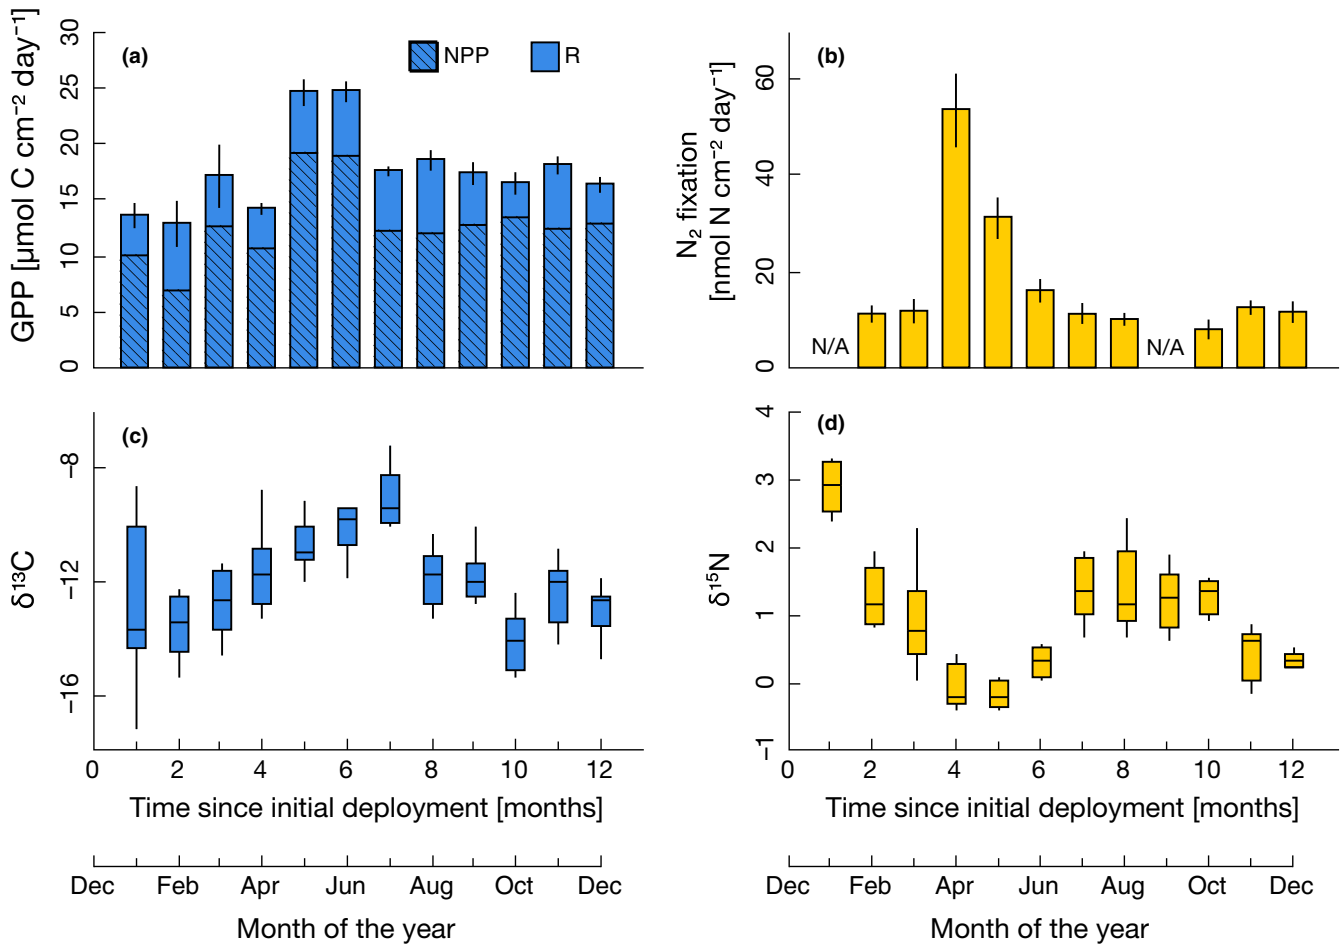 (a)
NPP
R
GPP [µmol C cm⁻² day⁻¹]
30
25
20
15
10
5
0
(b)
N₂ fixation
[nmol N cm⁻² day⁻¹]
60
40
20
0
N/A
N/A
(c)
δ¹³C
−8
−12
−16
0 2 4 6 8 10 12
Time since initial deployment [months]
Dec Feb Apr Jun Aug Oct Dec
Month of the year
(d)
δ¹⁵N
4
3
2
1
0
−1
0 2 4 6 8 10 12
Time since initial deployment [months]
Dec Feb Apr Jun Aug Oct Dec
Month of the year